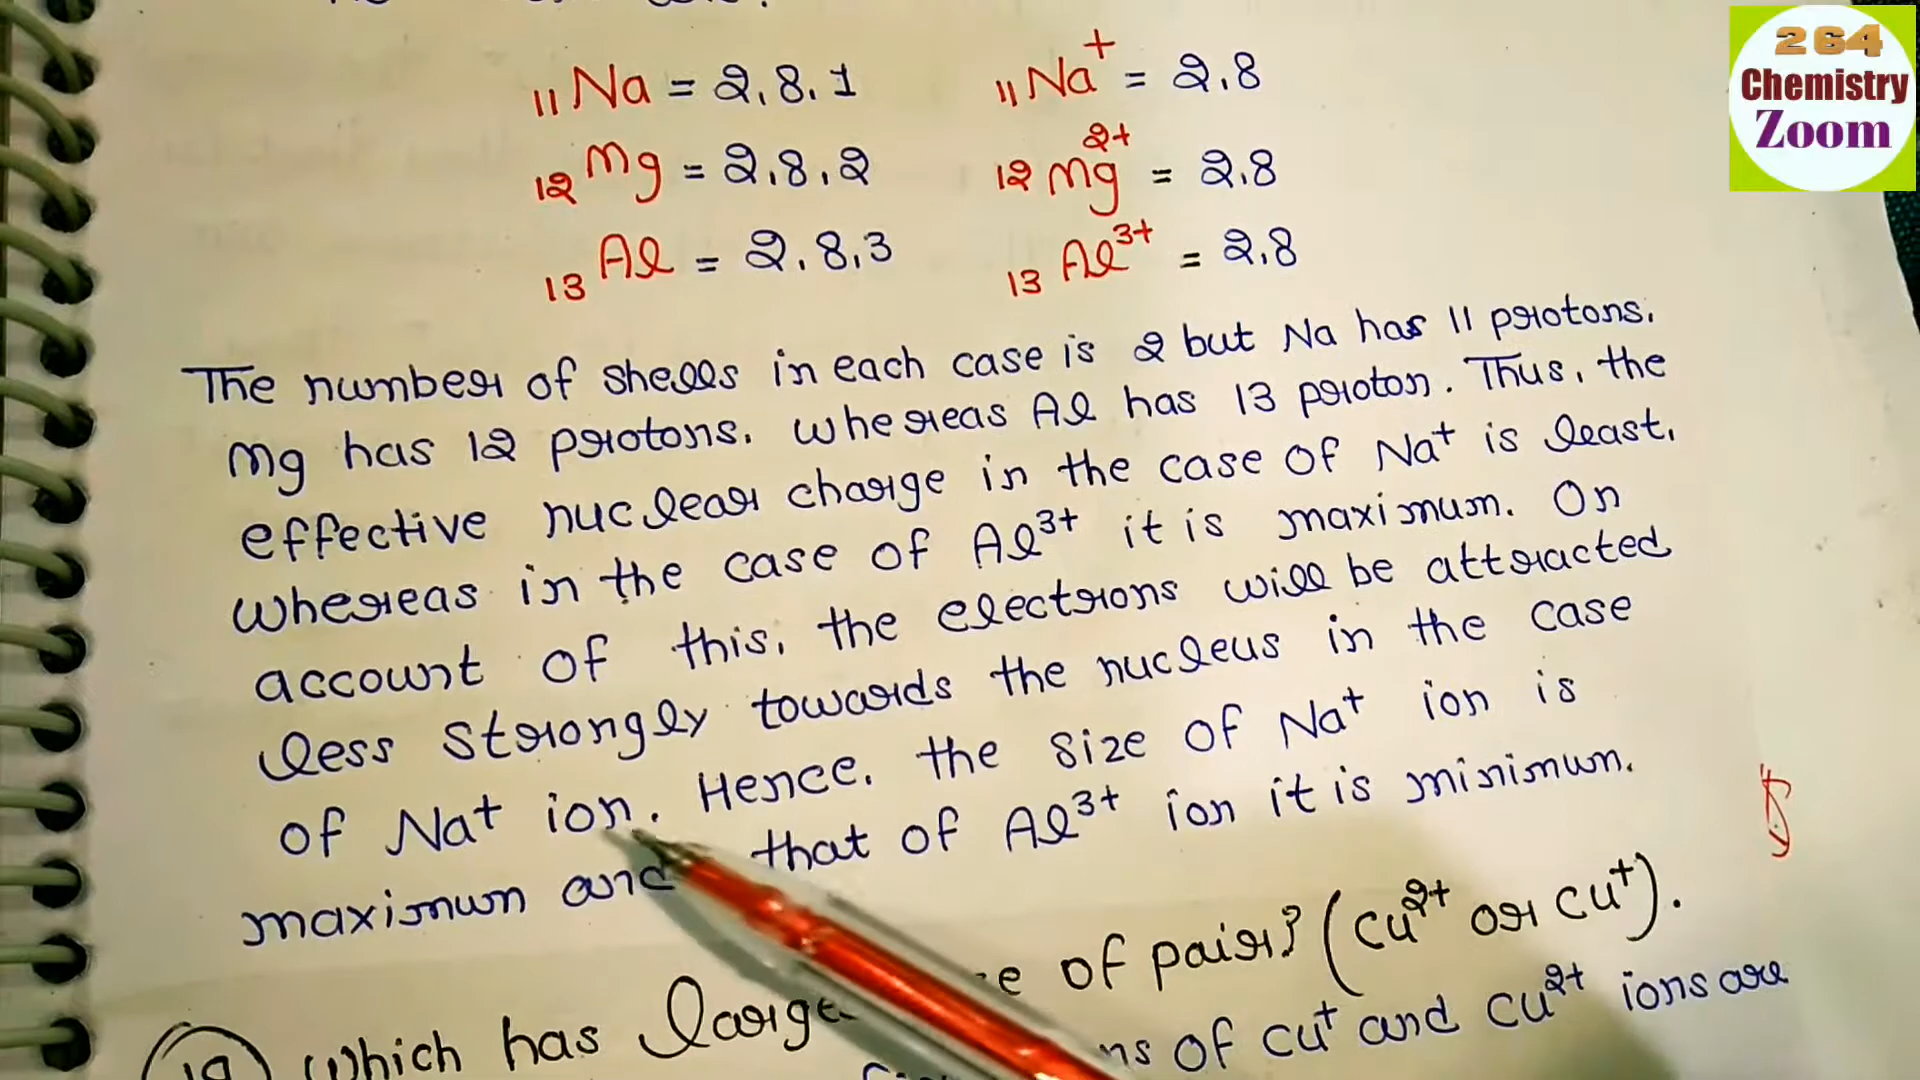 264
Chemistry
Zoom
₁₁Na = 2,8,1 ₁₁Na⁺ = 2,8
₁₂Mg = 2,8,2 ₁₂Mg²⁺ = 2,8
₁₃Al = 2,8,3 ₁₃Al³⁺ = 2,8
The number of shells in each case is 2 but Na has 11 protons,
Mg has 12 protons. whereas Al has 13 proton. Thus, the
effective nuclear charge in the case of Na⁺ is least,
whereas in the case of Al³⁺ it is maximum. On
account of this, the electrons will be attracted
less strongly towards the nucleus in the case
of Na⁺ ion. Hence, the size of Na⁺ ion is
maximum and that of Al³⁺ ion it is minimum.
19 which has large of pair? (Cu²⁺ or Cu⁺).
of Cu⁺ and Cu²⁺ ions are